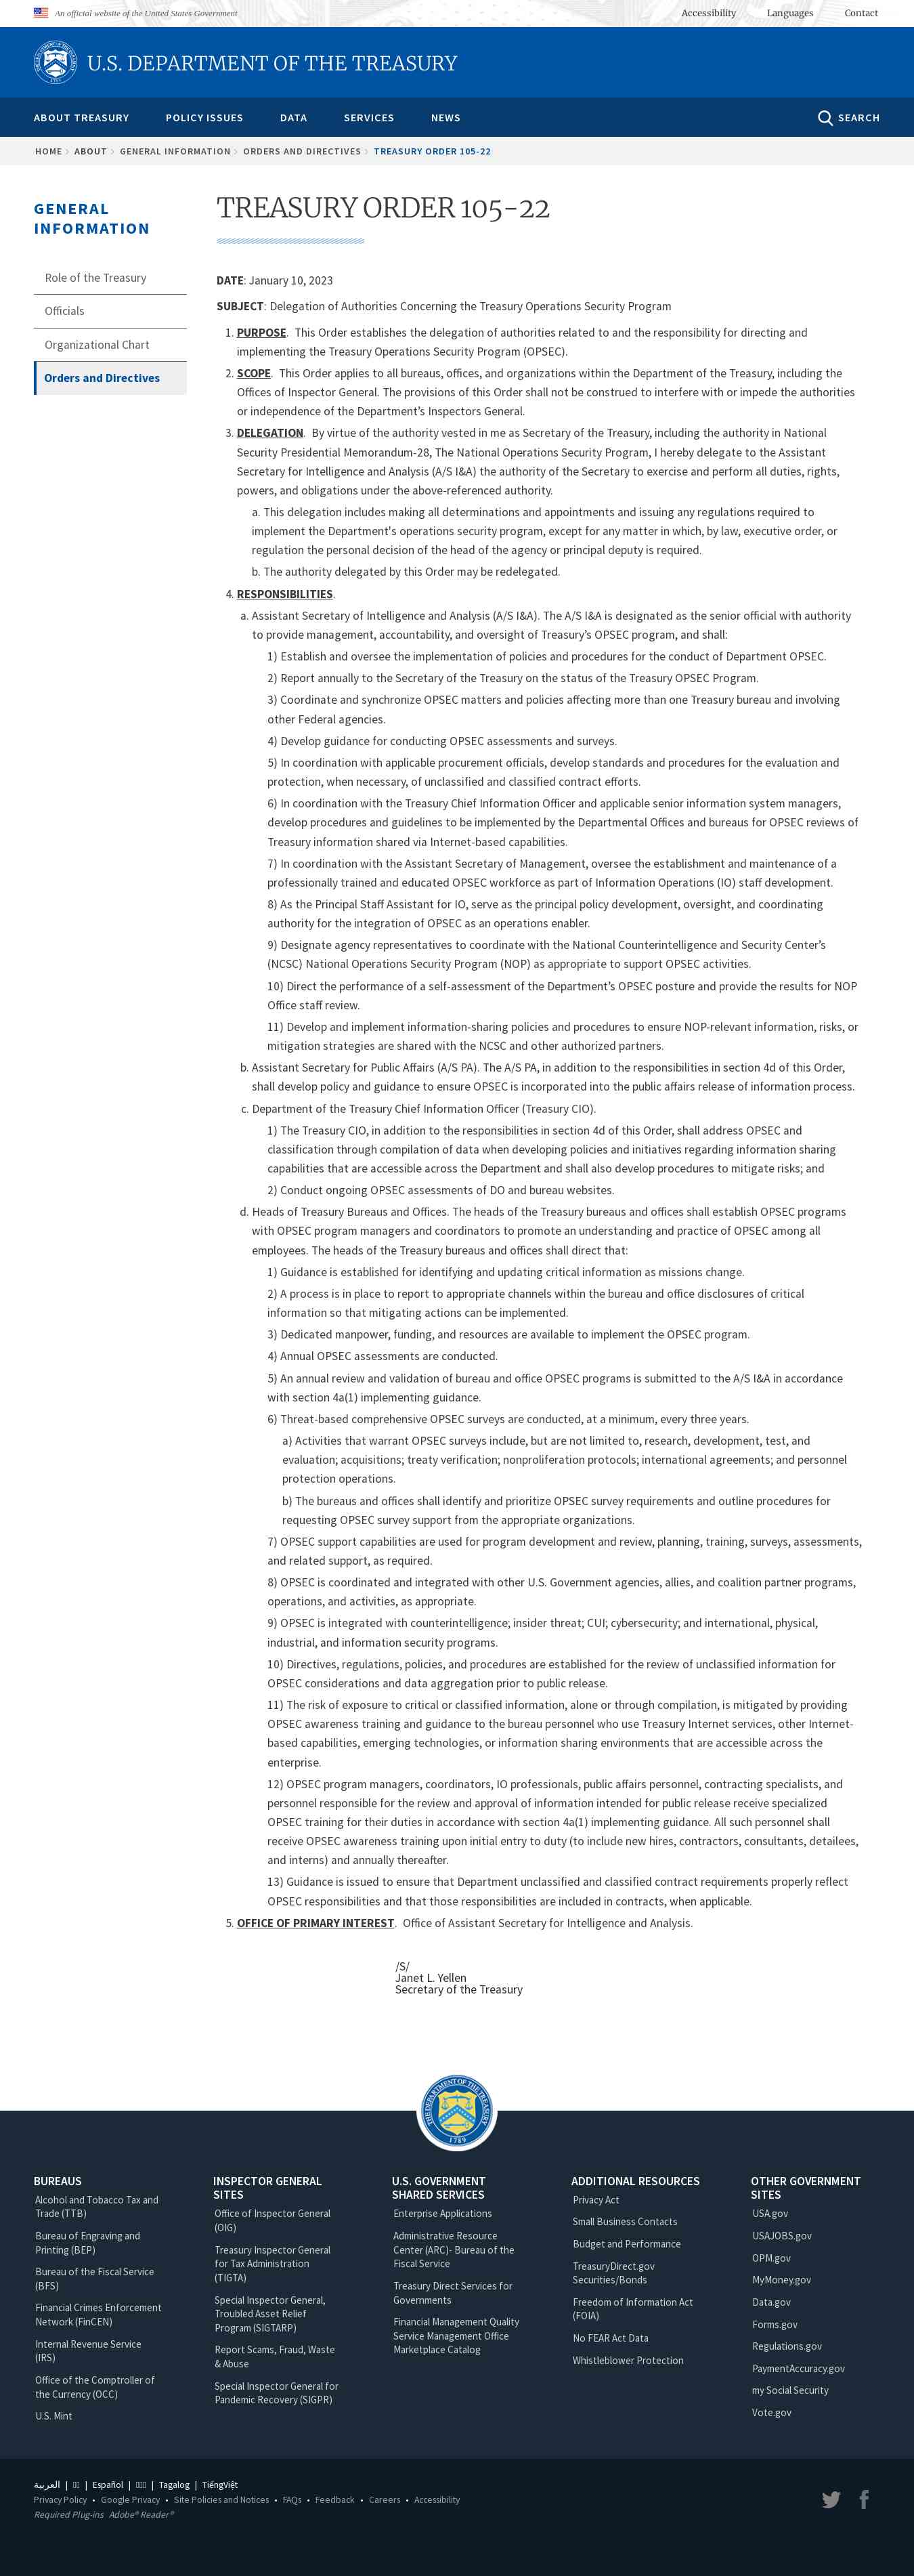 An official website of the United States Government
Accessibility
Languages
Contact
U.S. DEPARTMENT OF THE TREASURY
ABOUT TREASURY
POLICY ISSUES
DATA
SERVICES
NEWS
SEARCH
HOME > ABOUT > GENERAL INFORMATION > ORDERS AND DIRECTIVES > TREASURY ORDER 105-22
GENERAL
INFORMATION
Role of the Treasury
Officials
Organizational Chart
Orders and Directives
TREASURY ORDER 105-22
DATE: January 10, 2023
SUBJECT: Delegation of Authorities Concerning the Treasury Operations Security Program
1. PURPOSE.  This Order establishes the delegation of authorities related to and the responsibility for directing and
implementing the Treasury Operations Security Program (OPSEC).
2. SCOPE.  This Order applies to all bureaus, offices, and organizations within the Department of the Treasury, including the
Offices of Inspector General. The provisions of this Order shall not be construed to interfere with or impede the authorities
or independence of the Department’s Inspectors General.
3. DELEGATION.  By virtue of the authority vested in me as Secretary of the Treasury, including the authority in National
Security Presidential Memorandum-28, The National Operations Security Program, I hereby delegate to the Assistant
Secretary for Intelligence and Analysis (A/S I&A) the authority of the Secretary to exercise and perform all duties, rights,
powers, and obligations under the above-referenced authority.
a. This delegation includes making all determinations and appointments and issuing any regulations required to
implement the Department's operations security program, except for any matter in which, by law, executive order, or
regulation the personal decision of the head of the agency or principal deputy is required.
b. The authority delegated by this Order may be redelegated.
4. RESPONSIBILITIES.
a. Assistant Secretary of Intelligence and Analysis (A/S I&A). The A/S I&A is designated as the senior official with authority
to provide management, accountability, and oversight of Treasury’s OPSEC program, and shall:
1) Establish and oversee the implementation of policies and procedures for the conduct of Department OPSEC.
2) Report annually to the Secretary of the Treasury on the status of the Treasury OPSEC Program.
3) Coordinate and synchronize OPSEC matters and policies affecting more than one Treasury bureau and involving
other Federal agencies.
4) Develop guidance for conducting OPSEC assessments and surveys.
5) In coordination with applicable procurement officials, develop standards and procedures for the evaluation and
protection, when necessary, of unclassified and classified contract efforts.
6) In coordination with the Treasury Chief Information Officer and applicable senior information system managers,
develop procedures and guidelines to be implemented by the Departmental Offices and bureaus for OPSEC reviews of
Treasury information shared via Internet-based capabilities.
7) In coordination with the Assistant Secretary of Management, oversee the establishment and maintenance of a
professionally trained and educated OPSEC workforce as part of Information Operations (IO) staff development.
8) As the Principal Staff Assistant for IO, serve as the principal policy development, oversight, and coordinating
authority for the integration of OPSEC as an operations enabler.
9) Designate agency representatives to coordinate with the National Counterintelligence and Security Center’s
(NCSC) National Operations Security Program (NOP) as appropriate to support OPSEC activities.
10) Direct the performance of a self-assessment of the Department’s OPSEC posture and provide the results for NOP
Office staff review.
11) Develop and implement information-sharing policies and procedures to ensure NOP-relevant information, risks, or
mitigation strategies are shared with the NCSC and other authorized partners.
b. Assistant Secretary for Public Affairs (A/S PA). The A/S PA, in addition to the responsibilities in section 4d of this Order,
shall develop policy and guidance to ensure OPSEC is incorporated into the public affairs release of information process.
c. Department of the Treasury Chief Information Officer (Treasury CIO).
1) The Treasury CIO, in addition to the responsibilities in section 4d of this Order, shall address OPSEC and
classification through compilation of data when developing policies and initiatives regarding information sharing
capabilities that are accessible across the Department and shall also develop procedures to mitigate risks; and
2) Conduct ongoing OPSEC assessments of DO and bureau websites.
d. Heads of Treasury Bureaus and Offices. The heads of the Treasury bureaus and offices shall establish OPSEC programs
with OPSEC program managers and coordinators to promote an understanding and practice of OPSEC among all
employees. The heads of the Treasury bureaus and offices shall direct that:
1) Guidance is established for identifying and updating critical information as missions change.
2) A process is in place to report to appropriate channels within the bureau and office disclosures of critical
information so that mitigating actions can be implemented.
3) Dedicated manpower, funding, and resources are available to implement the OPSEC program.
4) Annual OPSEC assessments are conducted.
5) An annual review and validation of bureau and office OPSEC programs is submitted to the A/S I&A in accordance
with section 4a(1) implementing guidance.
6) Threat-based comprehensive OPSEC surveys are conducted, at a minimum, every three years.
a) Activities that warrant OPSEC surveys include, but are not limited to, research, development, test, and
evaluation; acquisitions; treaty verification; nonproliferation protocols; international agreements; and personnel
protection operations.
b) The bureaus and offices shall identify and prioritize OPSEC survey requirements and outline procedures for
requesting OPSEC survey support from the appropriate organizations.
7) OPSEC support capabilities are used for program development and review, planning, training, surveys, assessments,
and related support, as required.
8) OPSEC is coordinated and integrated with other U.S. Government agencies, allies, and coalition partner programs,
operations, and activities, as appropriate.
9) OPSEC is integrated with counterintelligence; insider threat; CUI; cybersecurity; and international, physical,
industrial, and information security programs.
10) Directives, regulations, policies, and procedures are established for the review of unclassified information for
OPSEC considerations and data aggregation prior to public release.
11) The risk of exposure to critical or classified information, alone or through compilation, is mitigated by providing
OPSEC awareness training and guidance to the bureau personnel who use Treasury Internet services, other Internet-
based capabilities, emerging technologies, or information sharing environments that are accessible across the
enterprise.
12) OPSEC program managers, coordinators, IO professionals, public affairs personnel, contracting specialists, and
personnel responsible for the review and approval of information intended for public release receive specialized
OPSEC training for their duties in accordance with section 4a(1) implementing guidance. All such personnel shall
receive OPSEC awareness training upon initial entry to duty (to include new hires, contractors, consultants, detailees,
and interns) and annually thereafter.
13) Guidance is issued to ensure that Department unclassified and classified contract requirements properly reflect
OPSEC responsibilities and that those responsibilities are included in contracts, when applicable.
5. OFFICE OF PRIMARY INTEREST.  Office of Assistant Secretary for Intelligence and Analysis.
/S/
Janet L. Yellen
Secretary of the Treasury
THE DEPARTMENT OF THE TREASURY
1789
BUREAUS
Alcohol and Tobacco Tax and
Trade (TTB)
Bureau of Engraving and
Printing (BEP)
Bureau of the Fiscal Service
(BFS)
Financial Crimes Enforcement
Network (FinCEN)
Internal Revenue Service
(IRS)
Office of the Comptroller of
the Currency (OCC)
U.S. Mint
INSPECTOR GENERAL
SITES
Office of Inspector General
(OIG)
Treasury Inspector General
for Tax Administration
(TIGTA)
Special Inspector General,
Troubled Asset Relief
Program (SIGTARP)
Report Scams, Fraud, Waste
& Abuse
Special Inspector General for
Pandemic Recovery (SIGPR)
U.S. GOVERNMENT
SHARED SERVICES
Enterprise Applications
Administrative Resource
Center (ARC)- Bureau of the
Fiscal Service
Treasury Direct Services for
Governments
Financial Management Quality
Service Management Office
Marketplace Catalog
ADDITIONAL RESOURCES
Privacy Act
Small Business Contacts
Budget and Performance
TreasuryDirect.gov
Securities/Bonds
Freedom of Information Act
(FOIA)
No FEAR Act Data
Whistleblower Protection
OTHER GOVERNMENT
SITES
USA.gov
USAJOBS.gov
OPM.gov
MyMoney.gov
Data.gov
Forms.gov
Regulations.gov
PaymentAccuracy.gov
my Social Security
Vote.gov
العربية | | Español | | Tagalog | TiếngViệt
Privacy Policy • Google Privacy • Site Policies and Notices • FAQs • Feedback • Careers • Accessibility
Required Plug-ins Adobe® Reader®